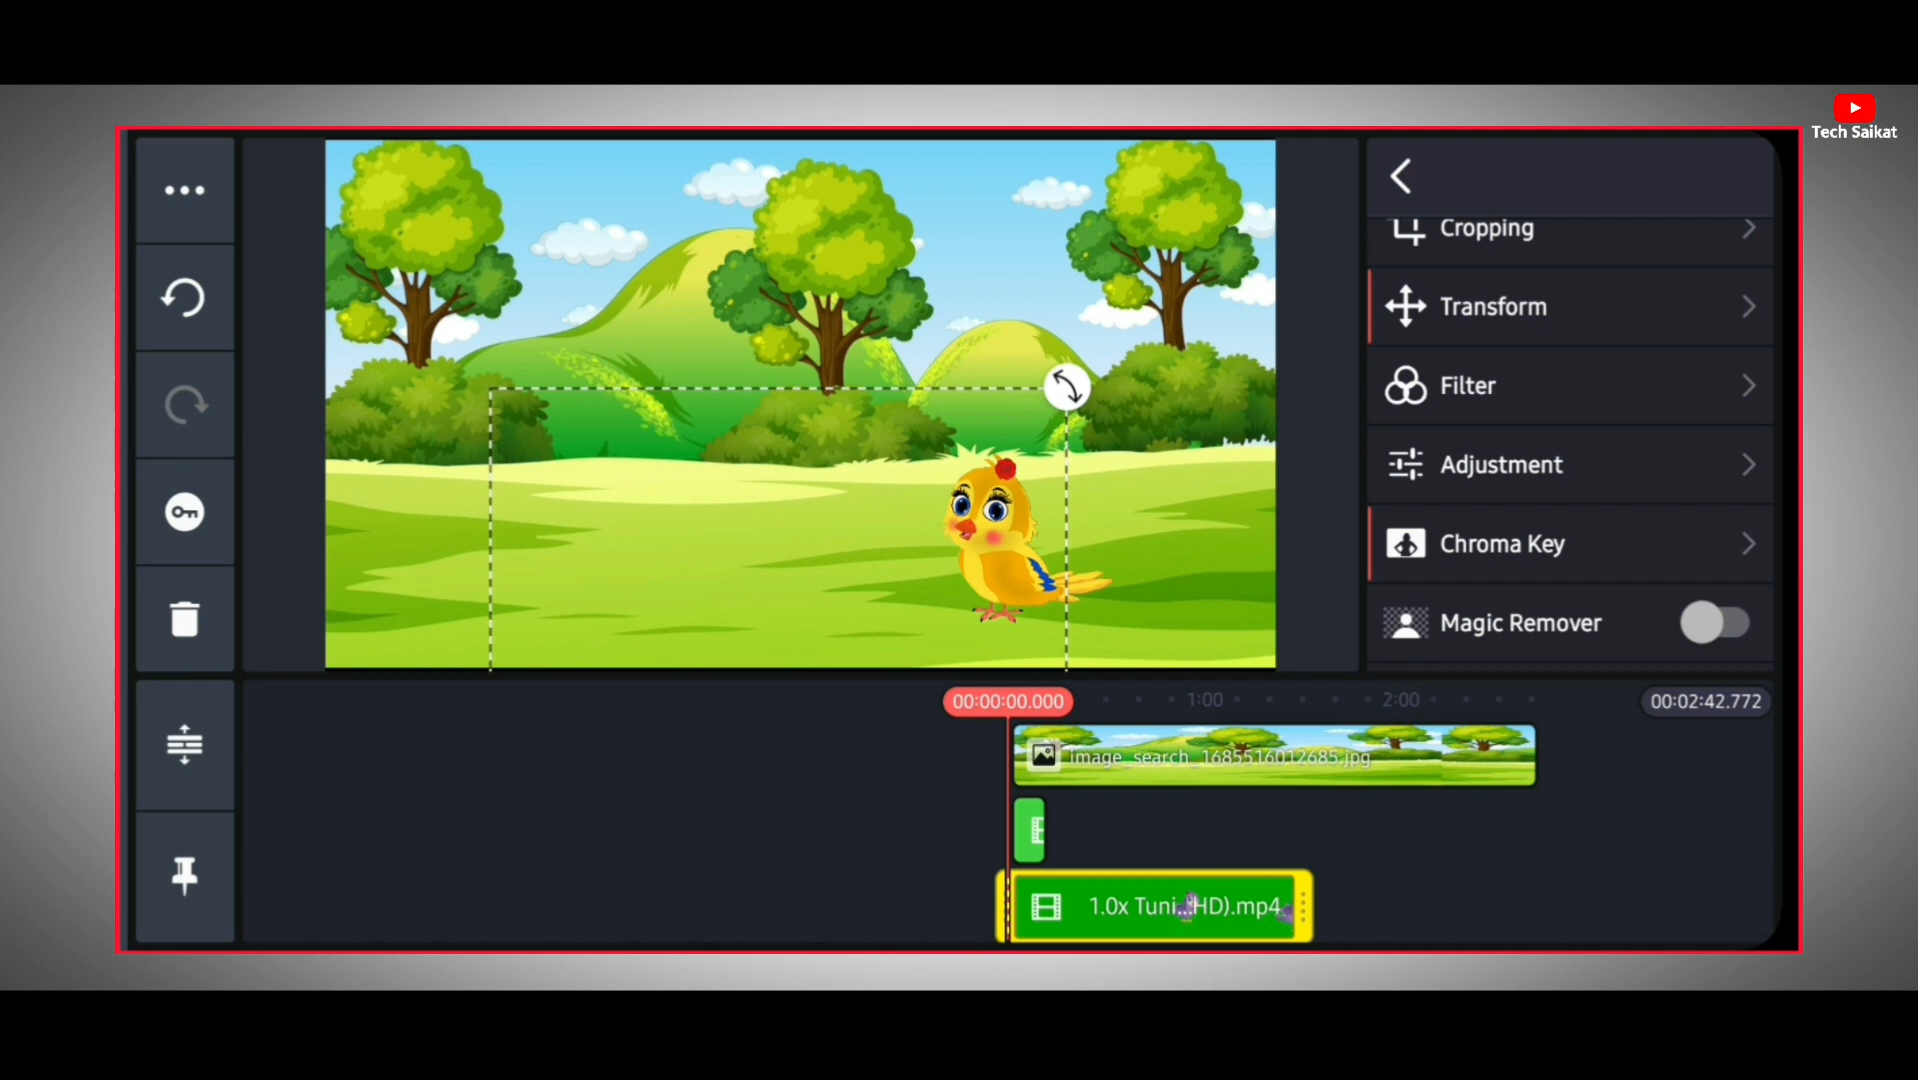 Tech Saikat
Cropping
Transform
Filter
Adjustment
Chroma Key
Magic Remover
00:00:00.000
1:00
2:00
00:02:42.772
image_search_1685516012685.jpg
1.0x Tuni...HD).mp4